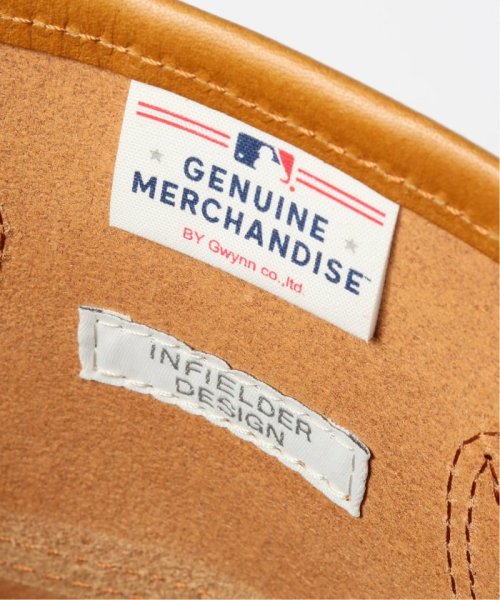 GENUINE
MERCHANDISE™
BY Gwynn co.,ltd
INFIELDER
DESIGN